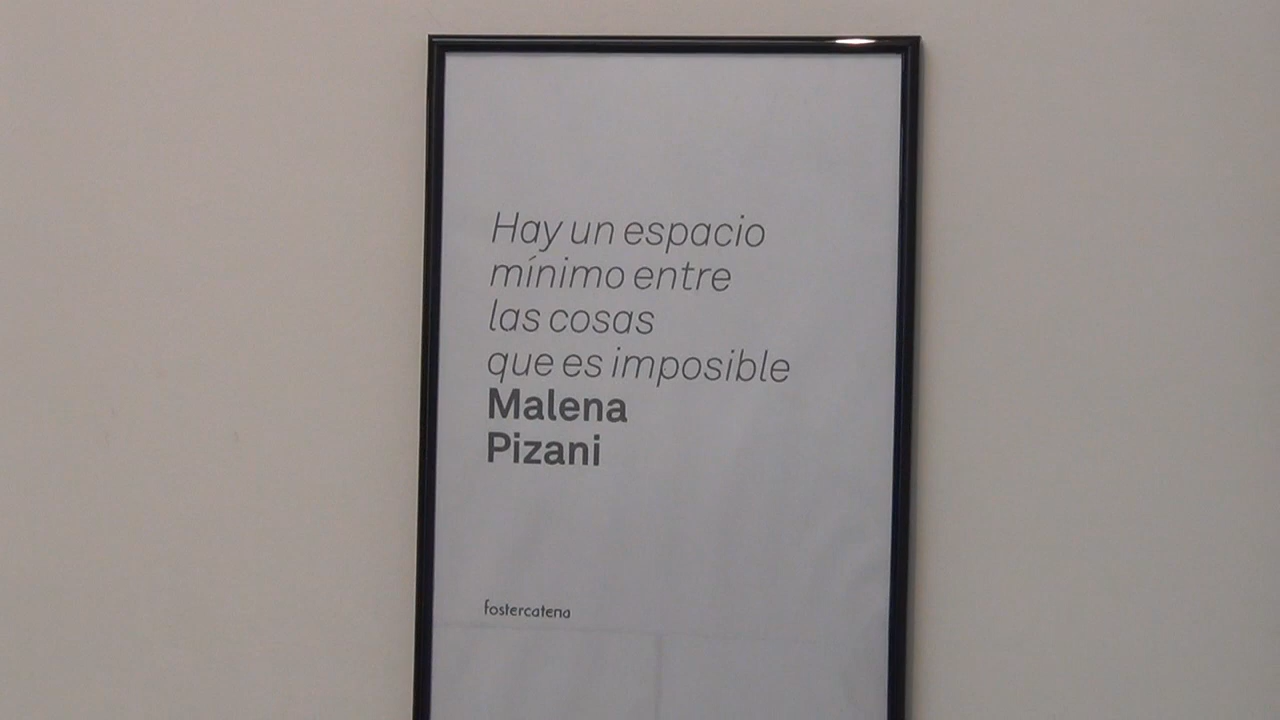 Hay un espacio
mínimo entre
las cosas
que es imposible
Malena
Pizani
fostercatena